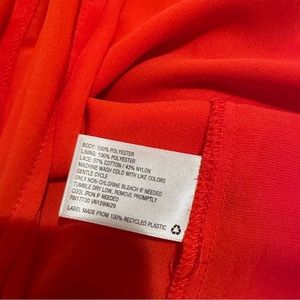 BODY: 100% POLYESTER
LINING: 100% POLYESTER
LACE: 57% COTTON / 43% NYLON
MACHINE WASH COLD WITH LIKE COLORS
GENTLE CYCLE
ONLY NON-CHLORINE BLEACH IF NEEDED
TUMBLE DRY LOW, REMOVE PROMPTLY
COOL IRON IF NEEDED
RN17730 VN1299629
LABEL MADE FROM 100% RECYCLED PLASTIC